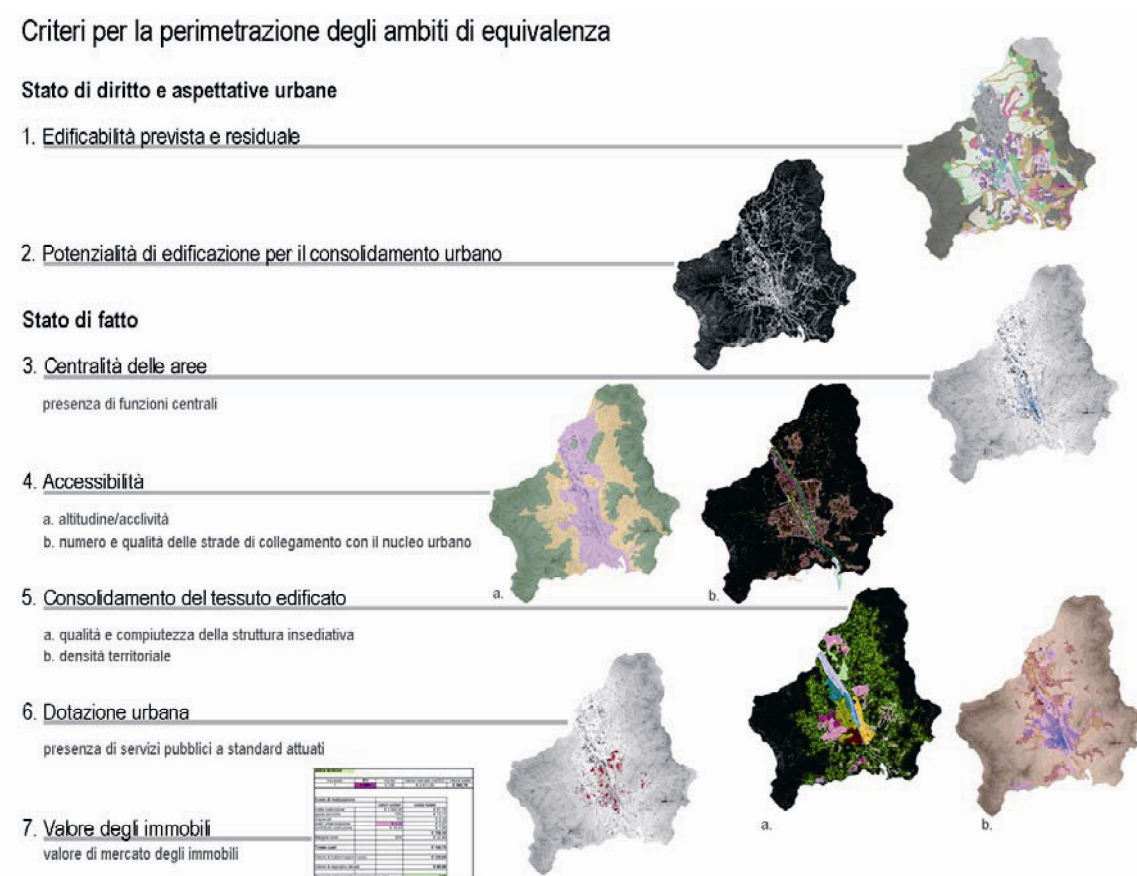 Criteri per la perimetrazione degli ambiti di equivalenza
Stato di diritto e aspettative urbane
1. Edificabilità prevista e residuale
2. Potenzialità di edificazione per il consolidamento urbano
Stato di fatto
3. Centralità delle aree
presenza di funzioni centrali
4. Accessibilità
a. altitudine/acclività
b. numero e qualità delle strade di collegamento con il nucleo urbano
a.
b.
5. Consolidamento del tessuto edificato
a. qualità e compiutezza della struttura insediativa
b. densità territoriale
6. Dotazione urbana
presenza di servizi pubblici a standard attuati
a.
b.
7. Valore degli immobili
valore di mercato degli immobili